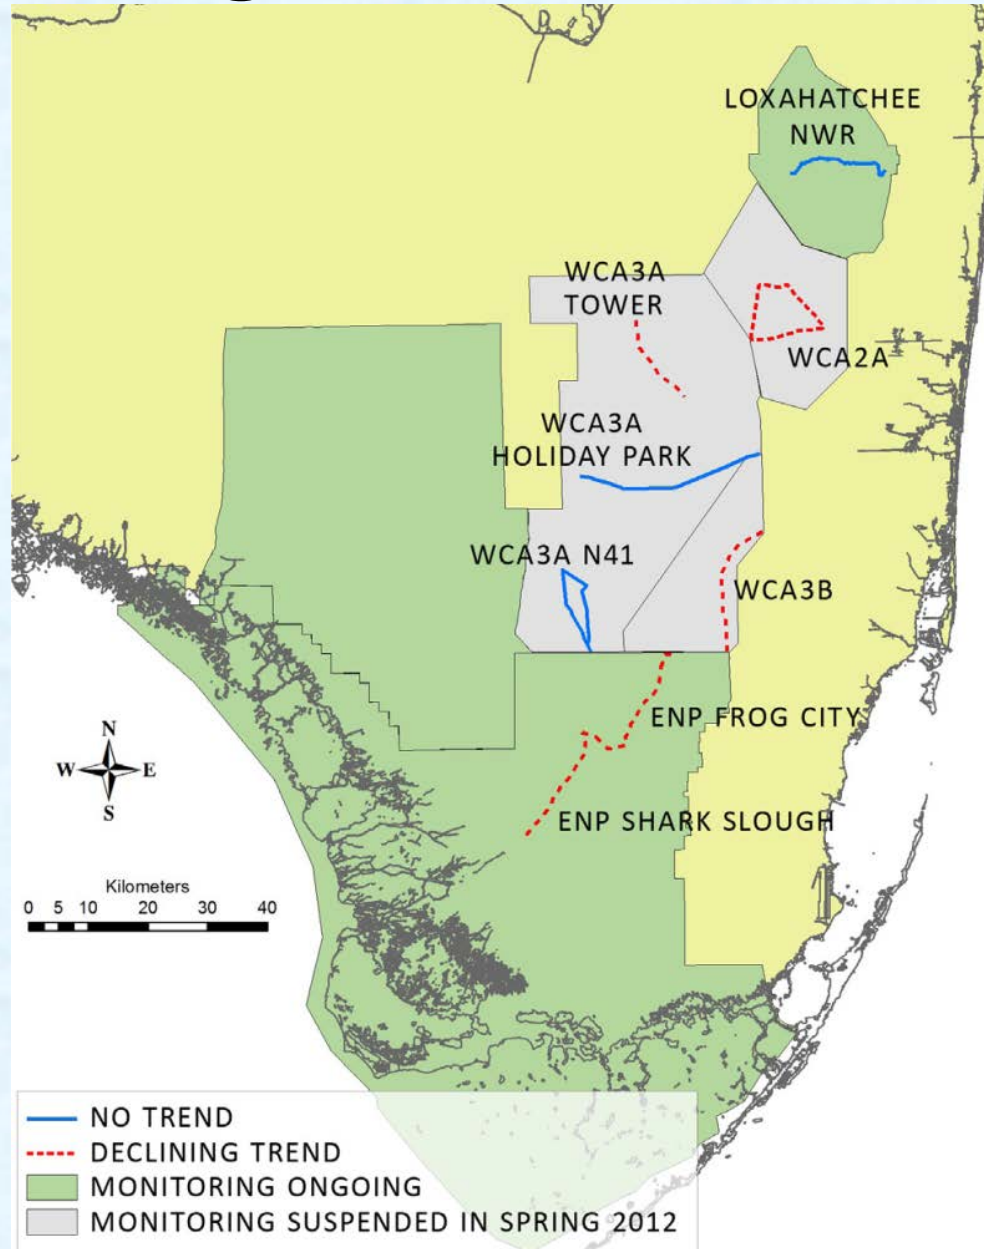 LOXAHATCHEE
NWR
WCA3A
TOWER
WCA2A
WCA3A
HOLIDAY PARK
WCA3A N41
WCA3B
ENP FROG CITY
ENP SHARK SLOUGH
N
W E
S
Kilometers
0 5 10 20 30 40
NO TREND
DECLINING TREND
MONITORING ONGOING
MONITORING SUSPENDED IN SPRING 2012